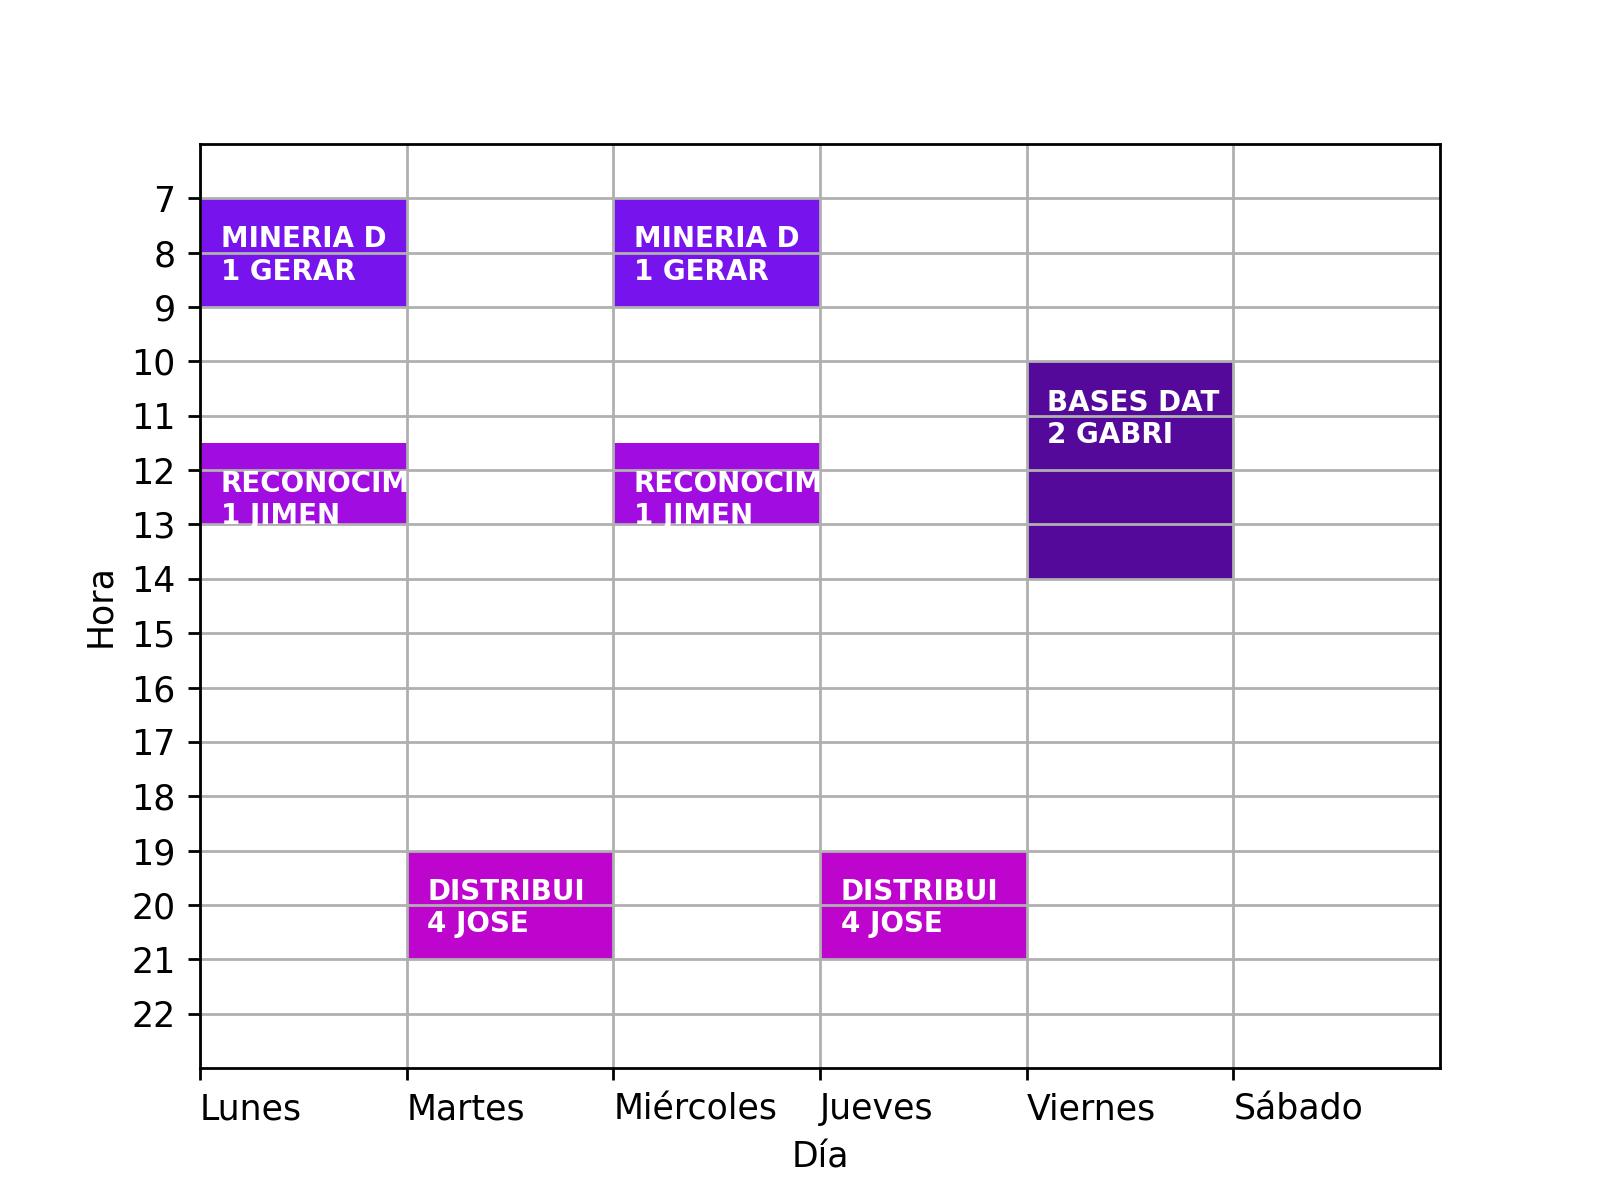 7
8
9
10
11
12
13
14
15
16
17
18
19
20
21
22
Hora
MINERIA D
1 GERAR
MINERIA D
1 GERAR
BASES DAT
2 GABRI
RECONOCIM
1 JIMEN
RECONOCIM
1 JIMEN
DISTRIBUI
4 JOSE
DISTRIBUI
4 JOSE
Lunes
Martes
Miércoles
Jueves
Viernes
Sábado
Día